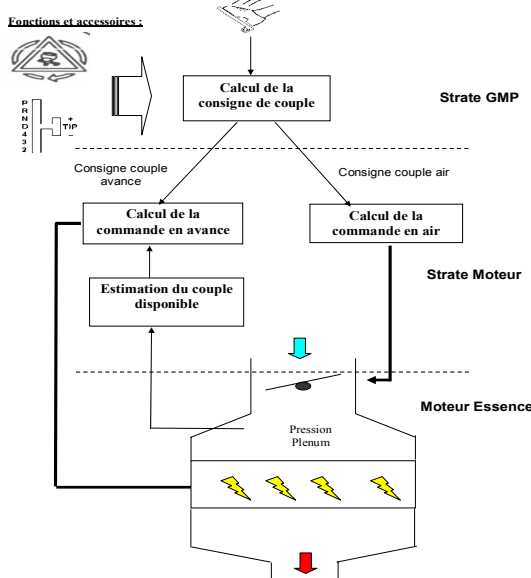 Fonctions et accessoires :
P
R
N
D
4
3
2
+
TIP
-
Calcul de la
consigne de couple
Strate GMP
Consigne couple
avance
Consigne couple air
Calcul de la
commande en avance
Calcul de la
commande en air
Estimation du couple
disponible
Strate Moteur
Moteur Essence
Pression
Plenum